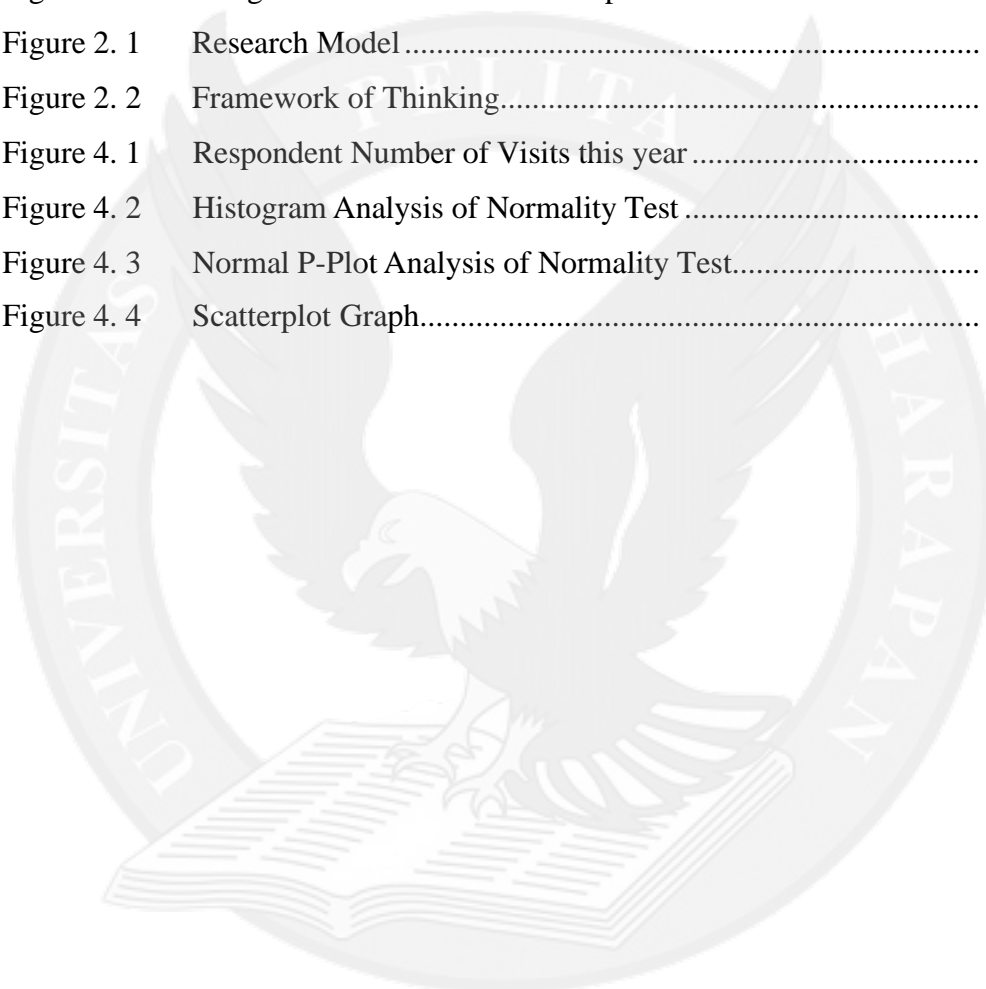 Figure 2. 1 Research Model ........................................................................................
Figure 2. 2 Framework of Thinking........................................................................
Figure 4. 1 Respondent Number of Visits this year ............................................
Figure 4. 2 Histogram Analysis of Normality Test .............................................
Figure 4. 3 Normal P-Plot Analysis of Normality Test.....................................
Figure 4. 4 Scatterplot Graph.....................................................................................
UNIVERSITAS PELITA HARAPAN